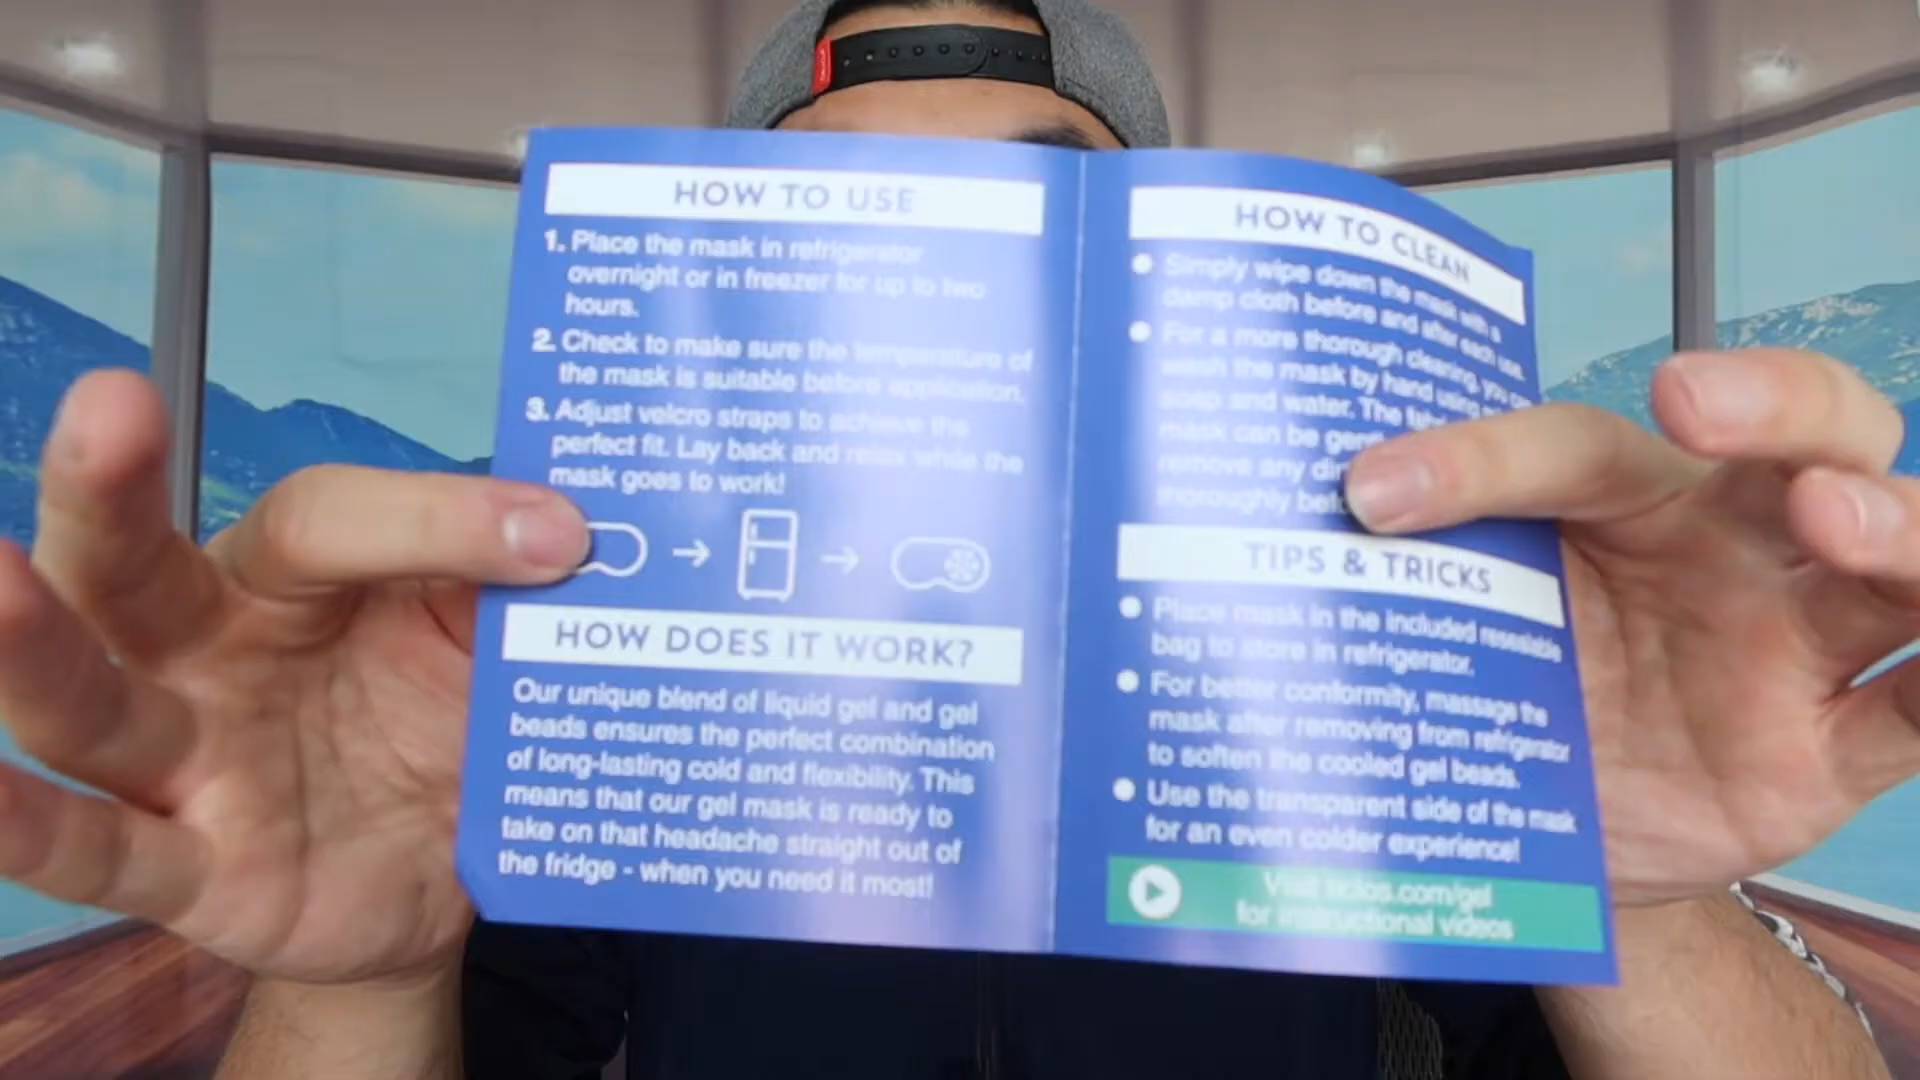 HOW TO USE
1. Place the mask in refrigerator
overnight or in freezer for up to two
hours.
2. Check to make sure the temperature of
the mask is suitable before application.
3. Adjust velcro straps to achieve the
perfect fit. Lay back and relax while the
mask goes to work!
HOW DOES IT WORK?
Our unique blend of liquid gel and gel
beads ensures the perfect combination
of long-lasting cold and flexibility. This
means that our gel mask is ready to
take on that headache straight out of
the fridge - when you need it most!
HOW TO CLEAN
Simply wipe down the mask with a
damp cloth before and after each use.
For a more thorough cleaning, you can
wash the mask by hand using
soap and water. The
mask can be
remove any
thoroughly
TIPS & TRICKS
Place mask in the included resealable
bag to store in refrigerator.
For better conformity, massage the
mask after removing from refrigerator
to soften the cooled gel beads.
Use the transparent side of the mask
for an even colder experience!
Visit
for instructional videos